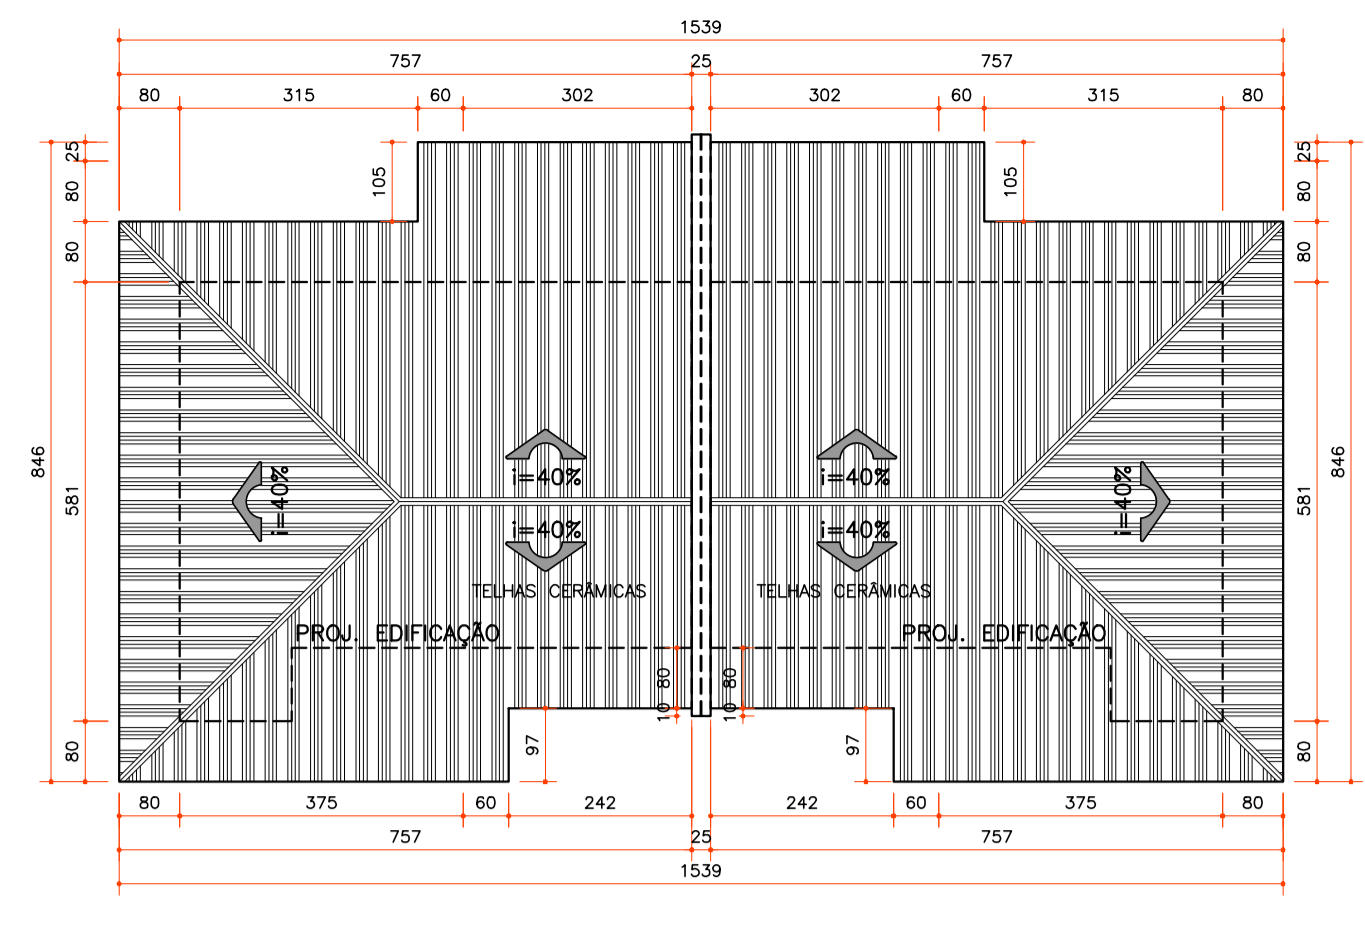 1539
757 25 757
80 315 60 302 302 60 315 80
25 105 105 25
80 80
80 80
846 581 581 846
i=40% i=40%
i=40% i=40% i=40% i=40%
TELHAS CERÂMICAS TELHAS CERÂMICAS
PROJ. EDIFICAÇÃO PROJ. EDIFICAÇÃO
80 80
10 10
80 97 97 80
80 375 60 242 242 60 375 80
757 25 757
1539